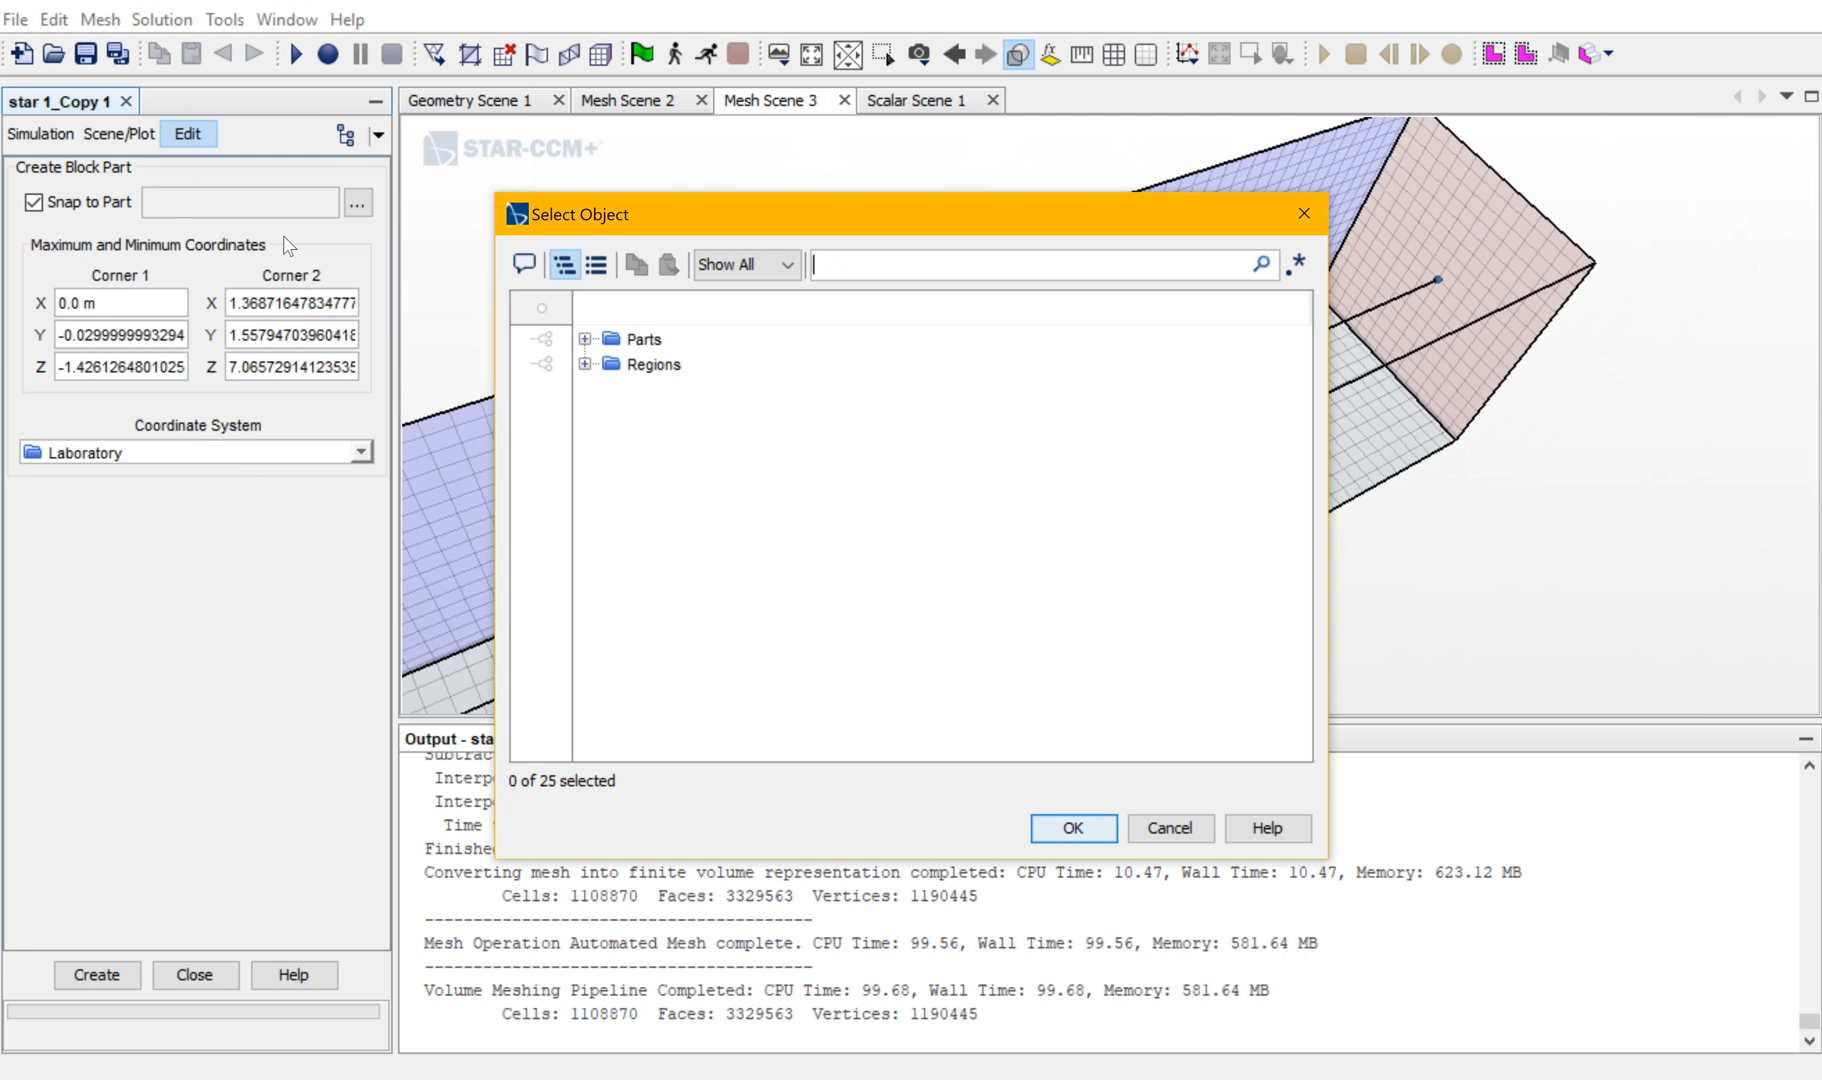 File Edit Mesh Solution Tools Window Help
star 1_Copy 1
Geometry Scene 1
Mesh Scene 2
Mesh Scene 3
Scalar Scene 1
Simulation Scene/Plot Edit
STAR-CCM+
Create Block Part
Snap to Part
...
Maximum and Minimum Coordinates
Corner 1
Corner 2
X 0.0 m
X 1.36871647834777
Y -0.0299999993294
Y 1.55794703960418
Z -1.4261264801025
Z 7.06572914123535
Coordinate System
Laboratory
Create
Close
Help
Select Object
Show All
.*
Parts
Regions
0 of 25 selected
OK
Cancel
Help
Output - sta
Subtrac
Interp
Interp
Time
Finishe
Converting mesh into finite volume representation completed: CPU Time: 10.47, Wall Time: 10.47, Memory: 623.12 MB
Cells: 1108870 Faces: 3329563 Vertices: 1190445
----------------------------------------
Mesh Operation Automated Mesh complete. CPU Time: 99.56, Wall Time: 99.56, Memory: 581.64 MB
----------------------------------------
Volume Meshing Pipeline Completed: CPU Time: 99.68, Wall Time: 99.68, Memory: 581.64 MB
Cells: 1108870 Faces: 3329563 Vertices: 1190445